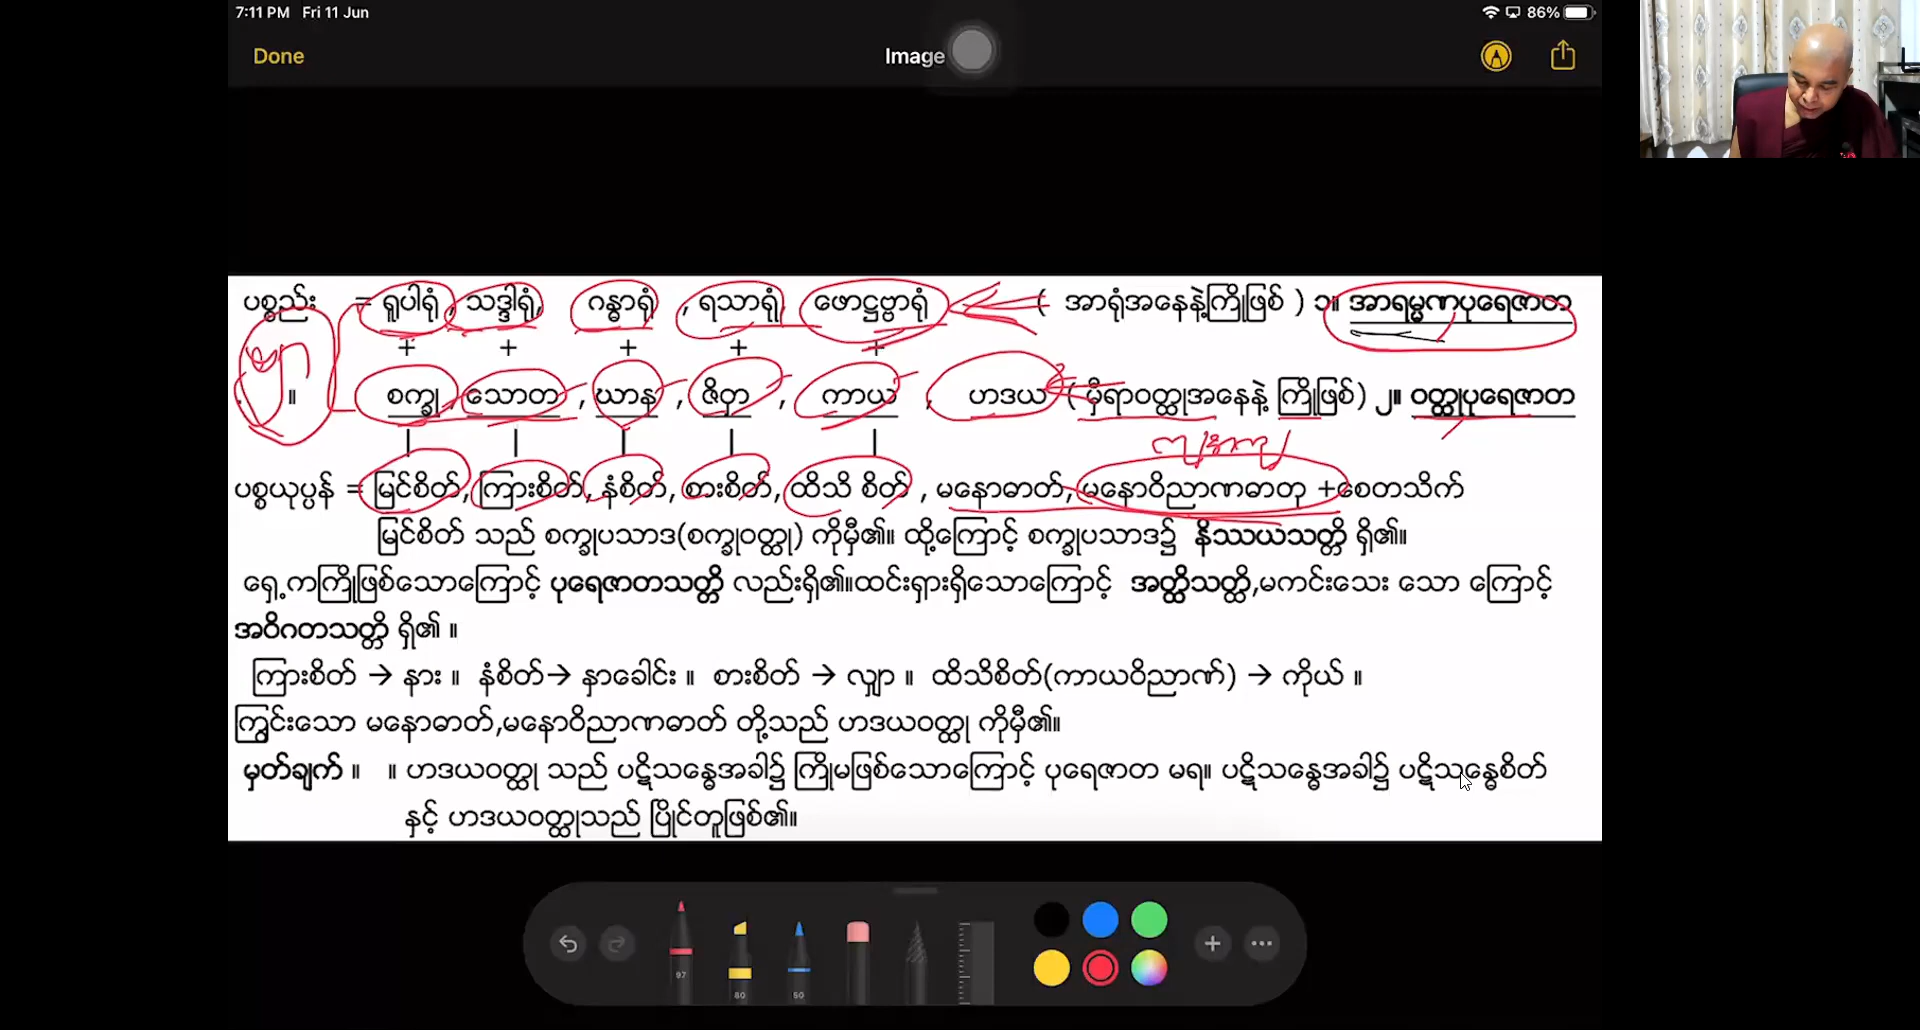 7:11 PM Fri 11 Jun 86%
Done Image
ပစ္စည်း = ရူပါရုံ, သဒ္ဒါရုံ, ဂန္ဓာရုံ , ရသာရုံ, ဖောဋ္ဌဗ္ဗာရုံ ( အာရုံအနေနဲ့ကြိုဖြစ် ) ၁။ အာရမ္မဏပုရေဇာတ
+ + + + +
။ စက္ခု, သောတ , ဃာန , ဇိဝှာ , ကာယ , ဟဒယ ( မှီရာဝတ္ထုအနေနဲ့ ကြိုဖြစ်) ၂။ ဝတ္ထုပုရေဇာတ
ပစ္စယုပ္ပန် = မြင်စိတ်, ကြားစိတ်, နံစိတ်, စားစိတ်, ထိသိ စိတ် , မနောဓာတ်, မနောဝိညာဏဓာတု +စေတသိက်
မြင်စိတ် သည် စက္ခုပသာဒ(စက္ခုဝတ္ထု) ကိုမှီ၏။ ထို့ကြောင့် စက္ခုပသာဒ၌ နိဿယသတ္တိ ရှိ၏။
ရှေ့ကကြိုဖြစ်သောကြောင့် ပုရေဇာတသတ္တိ လည်းရှိ၏။ထင်းရှားရှိသောကြောင့် အတ္ထိသတ္တိ,မကင်းသေး သော ကြောင့်
အဝိဂတသတ္တိ ရှိ၏ ။
ကြားစိတ် → နား ။ နံစိတ်→ နှာခေါင်း ။ စားစိတ် → လျှာ ။ ထိသိစိတ်(ကာယဝိညာဏ်) → ကိုယ် ။
ကြွင်းသော မနောဓာတ်,မနောဝိညာဏဓာတ် တို့သည် ဟဒယဝတ္ထု ကိုမှီ၏။
မှတ်ချက် ။ ။ ဟဒယဝတ္ထု သည် ပဋိသန္ဓေအခါ၌ ကြိုမဖြစ်သောကြောင့် ပုရေဇာတ မရ။ ပဋိသန္ဓေအခါ၌ ပဋိသန္ဓေစိတ်
နှင့် ဟဒယဝတ္ထုသည် ပြိုင်တူဖြစ်၏။
97 80 50